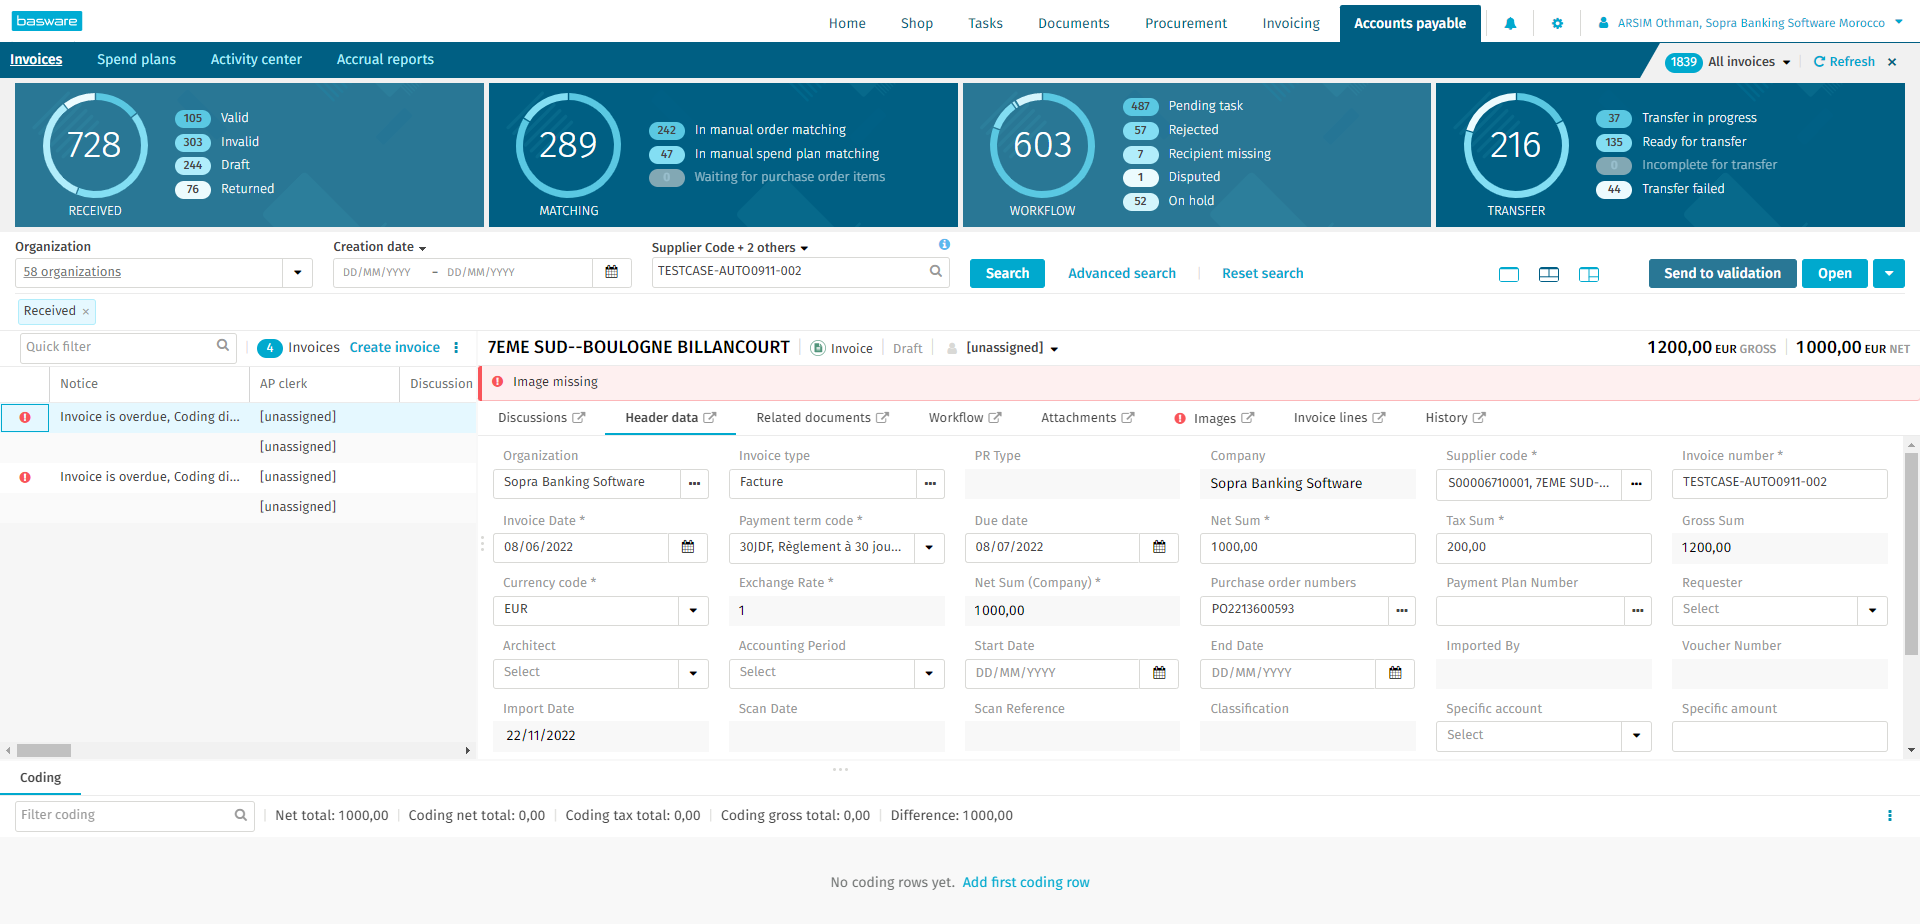 basware
Home Shop Tasks Documents Procurement Invoicing Accounts payable ARSIM Othman, Sopra Banking Software Morocco
Invoices Spend plans Activity center Accrual reports 1839 All invoices Refresh ×
728
RECEIVED
105 Valid
303 Invalid
244 Draft
76 Returned
289
MATCHING
242 In manual order matching
47 In manual spend plan matching
0 Waiting for purchase order items
603
WORKFLOW
487 Pending task
57 Rejected
7 Recipient missing
1 Disputed
52 On hold
216
TRANSFER
37 Transfer in progress
135 Ready for transfer
0 Incomplete for transfer
44 Transfer failed
Organization Creation date Supplier Code + 2 others
58 organizations DD/MM/YYYY – DD/MM/YYYY TESTCASE-AUTO0911-002 Search Advanced search Reset search Send to validation Open
Received ×
Quick filter 4 Invoices Create invoice
Notice AP clerk Discussion
Invoice is overdue, Coding di... [unassigned]
[unassigned]
Invoice is overdue, Coding di... [unassigned]
[unassigned]
7EME SUD--BOULOGNE BILLANCOURT Invoice Draft [unassigned] 1200,00 EUR GROSS 1000,00 EUR NET
Image missing
Discussions Header data Related documents Workflow Attachments Images Invoice lines History
Organization Invoice type PR Type Company Supplier code * Invoice number *
Sopra Banking Software ... Facture ... Sopra Banking Software S00006710001, 7EME SUD-... ... TESTCASE-AUTO0911-002
Invoice Date * Payment term code * Due date Net Sum * Tax Sum * Gross Sum
08/06/2022 30JDF, Règlement à 30 jou... 08/07/2022 1000,00 200,00 1200,00
Currency code * Exchange Rate * Net Sum (Company) * Purchase order numbers Payment Plan Number Requester
EUR 1 1000,00 PO2213600593 ... ... Select
Architect Accounting Period Start Date End Date Imported By Voucher Number
Select Select DD/MM/YYYY DD/MM/YYYY
Import Date Scan Date Scan Reference Classification Specific account Specific amount
22/11/2022 Select
Coding
Filter coding Net total: 1000,00 Coding net total: 0,00 Coding tax total: 0,00 Coding gross total: 0,00 Difference: 1000,00
No coding rows yet. Add first coding row